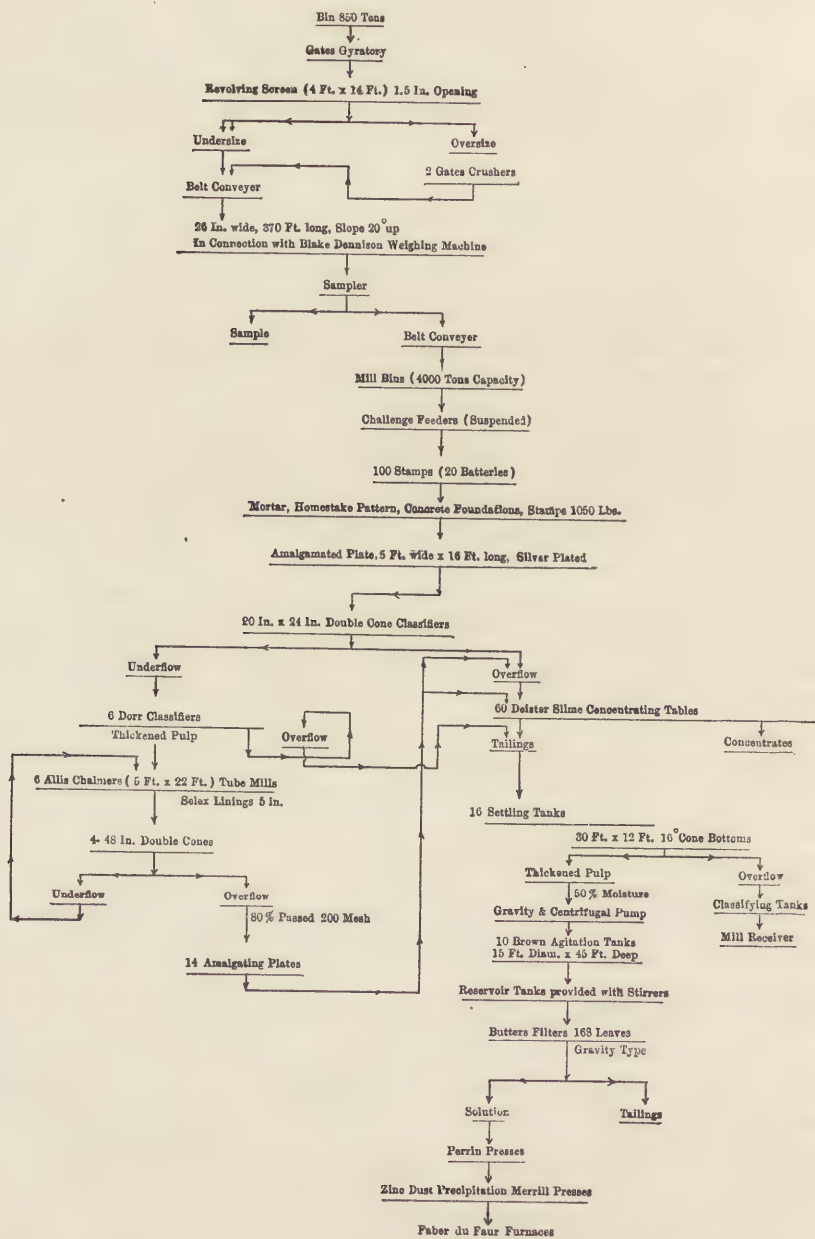 Bin 850 Tons
Gates Gyratory
Revolving Screen (4 Ft. x 14 Ft.) 1.5 In. Opening
Undersize
Oversize
2 Gates Crushers
Belt Conveyer
26 In. wide, 370 Ft. long, Slope 20° up
In Connection with Blake Dennison Weighing Machine
Sampler
Sample
Belt Conveyer
Mill Bins (4000 Tons Capacity)
Challenge Feeders (Suspended)
100 Stamps (20 Batteries)
Mortar, Homestake Pattern, Concrete Foundations, Stamps 1050 Lbs.
Amalgamated Plate, 5 Ft. wide x 16 Ft. long, Silver Plated
20 In. x 24 In. Double Cone Classifiers
Underflow
Overflow
6 Dorr Classifiers
Thickened Pulp
Overflow
60 Deister Slime Concentrating Tables
Tailings
Concentrates
6 Allis Chalmers (5 Ft. x 22 Ft.) Tube Mills
Selex Linings 5 In.
16 Settling Tanks
30 Ft. x 12 Ft. 16° Cone Bottoms
4- 48 In. Double Cones
Underflow
Overflow
80% Passed 200 Mesh
14 Amalgating Plates
Thickened Pulp
50% Moisture
Overflow
Gravity & Centrifugal Pump
Classifying Tanks
Mill Receiver
10 Brown Agitation Tanks
15 Ft. Diam. x 45 Ft. Deep
Reservoir Tanks provided with Stirrers
Butters Filters 168 Leaves
Gravity Type
Solution
Tailings
Perrin Presses
Zinc Dust Precipitation Merrill Presses
Faber du Faur Furnaces